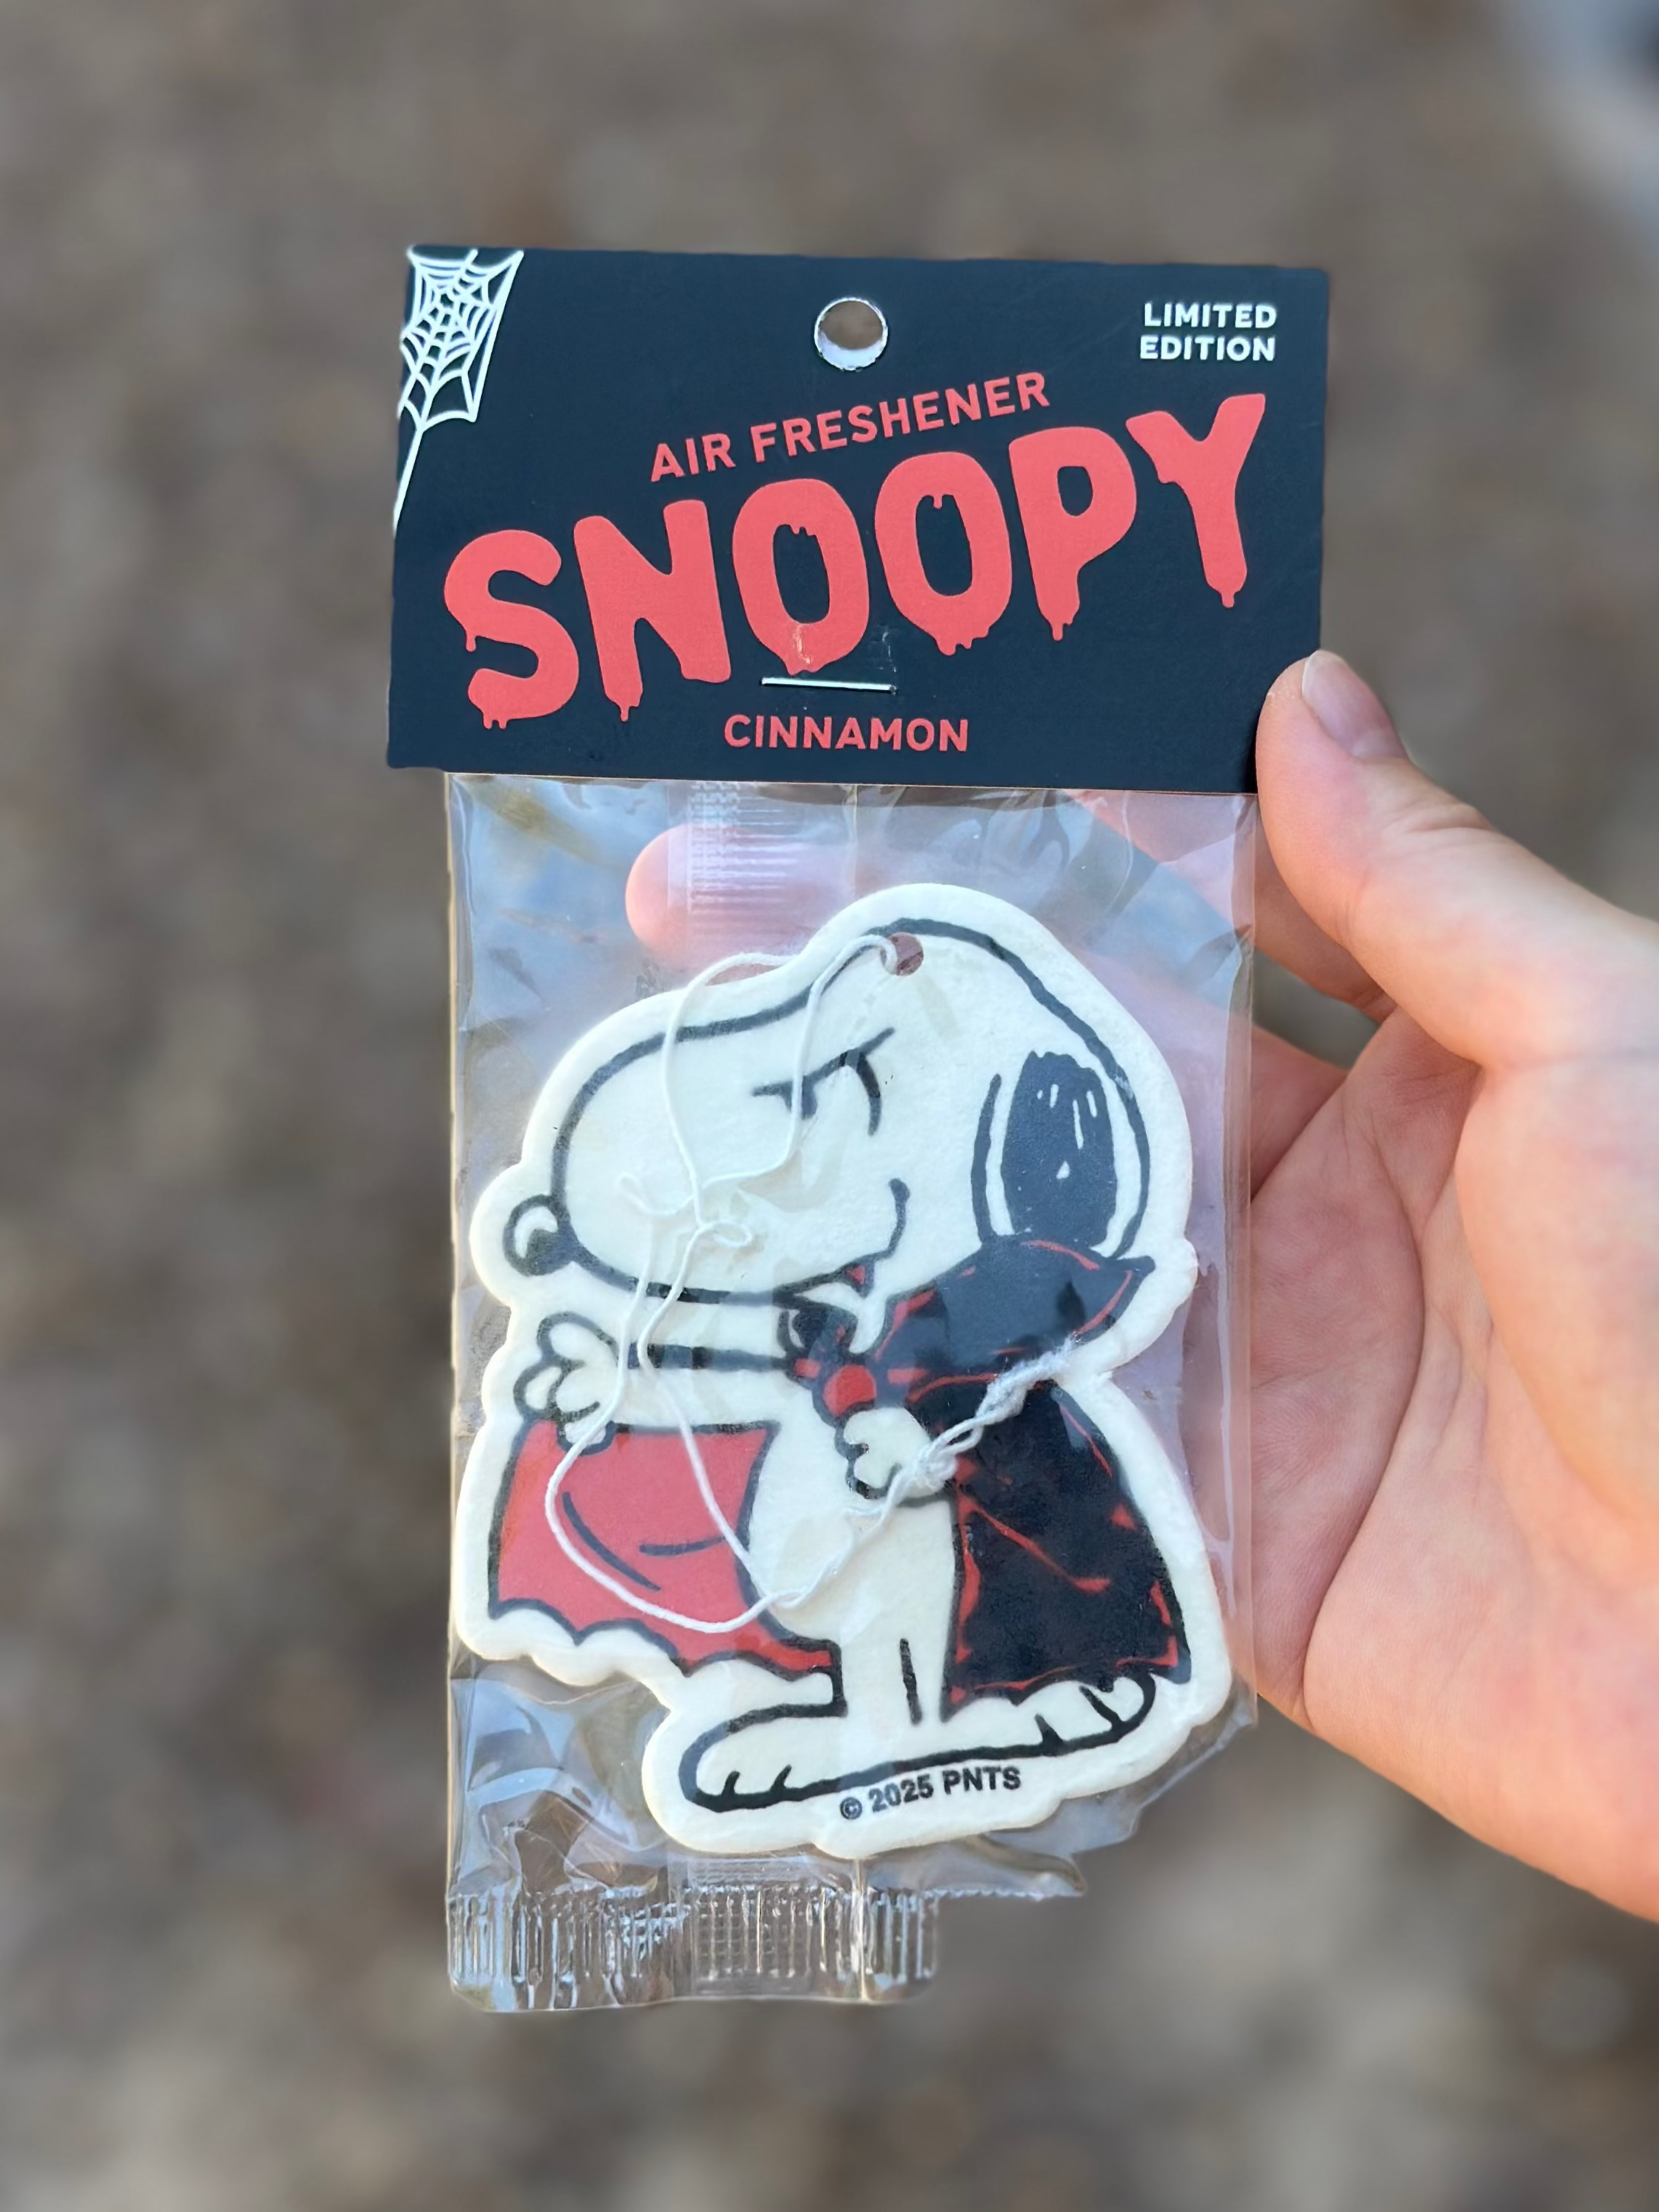 LIMITED
EDITION
AIR FRESHENER
SNOOPY
CINNAMON
© 2025 PNTS